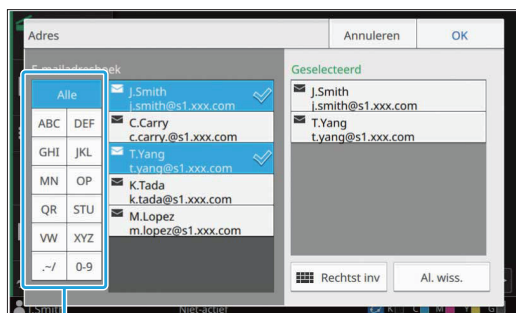 Adres
Annuleren
OK
E-mailadresboek
Geselecteerd
Alle
ABC DEF
GHI JKL
MN OP
QR STU
VW XYZ
.~/ 0-9
J.Smith
j.smith@s1.xxx.com
C.Carry
c.carry.@s1.xxx.com
T.Yang
t.yang@s1.xxx.com
K.Tada
k.tada@s1.xxx.com
M.Lopez
m.lopez@s1.xxx.com
J.Smith
j.smith@s1.xxx.com
T.Yang
t.yang@s1.xxx.com
Rechtst inv
Al. wiss.
J.Smith
Niet-actief
K C M Y G